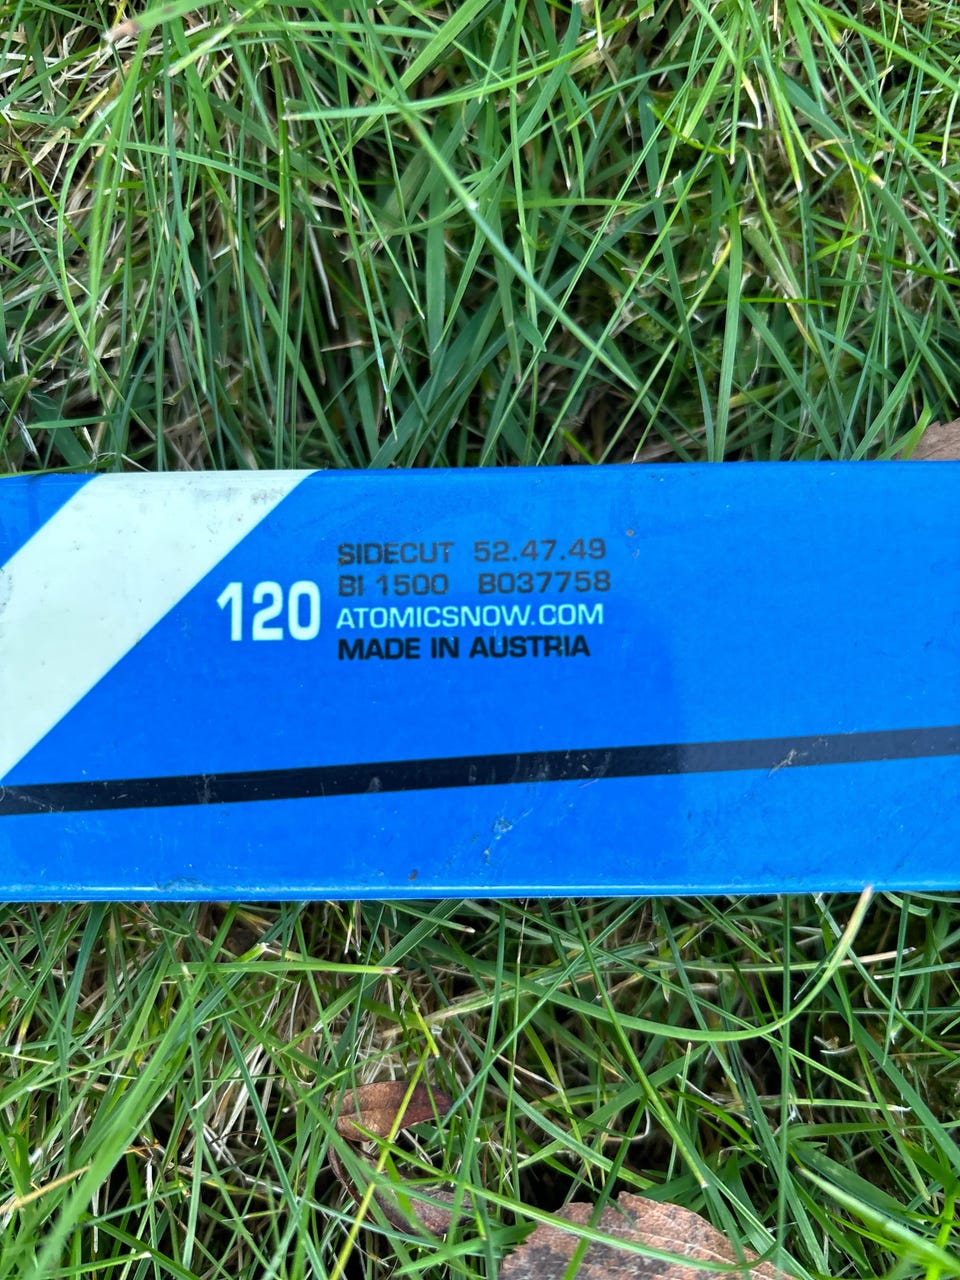 120
SIDECUT 52.47.49
BI 1500 B037758
ATOMICSNOW.COM
MADE IN AUSTRIA